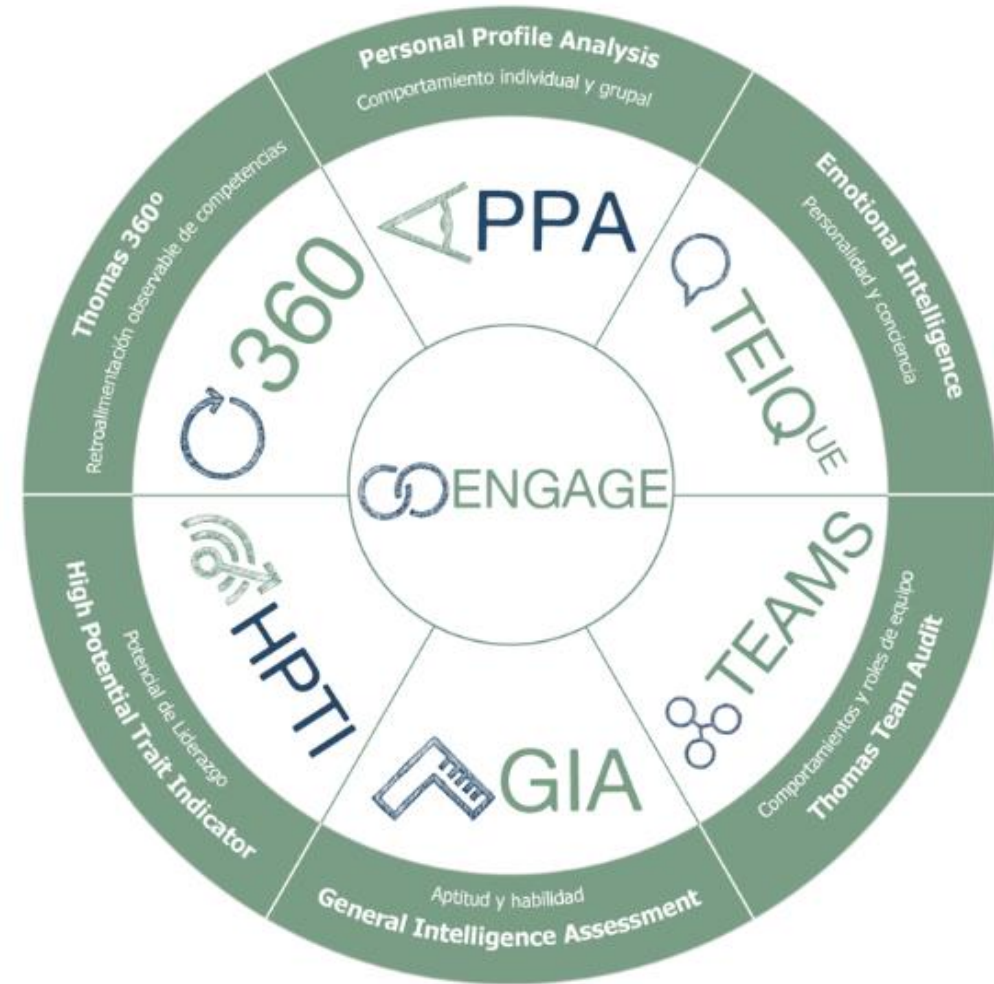 Personal Profile Analysis
Comportamiento individual y grupal
PPA
Emotional Intelligence
Personalidad y conciencia
TEIQUE
Thomas Team Audit
Comportamientos y roles de equipo
TEAMS
GIA
Aptitud y habilidad
General Intelligence Assessment
High Potential Trait Indicator
Potencial de Liderazgo
HPTI
Thomas 360º
Retroalimentación observable de competencias
360
ENGAGE